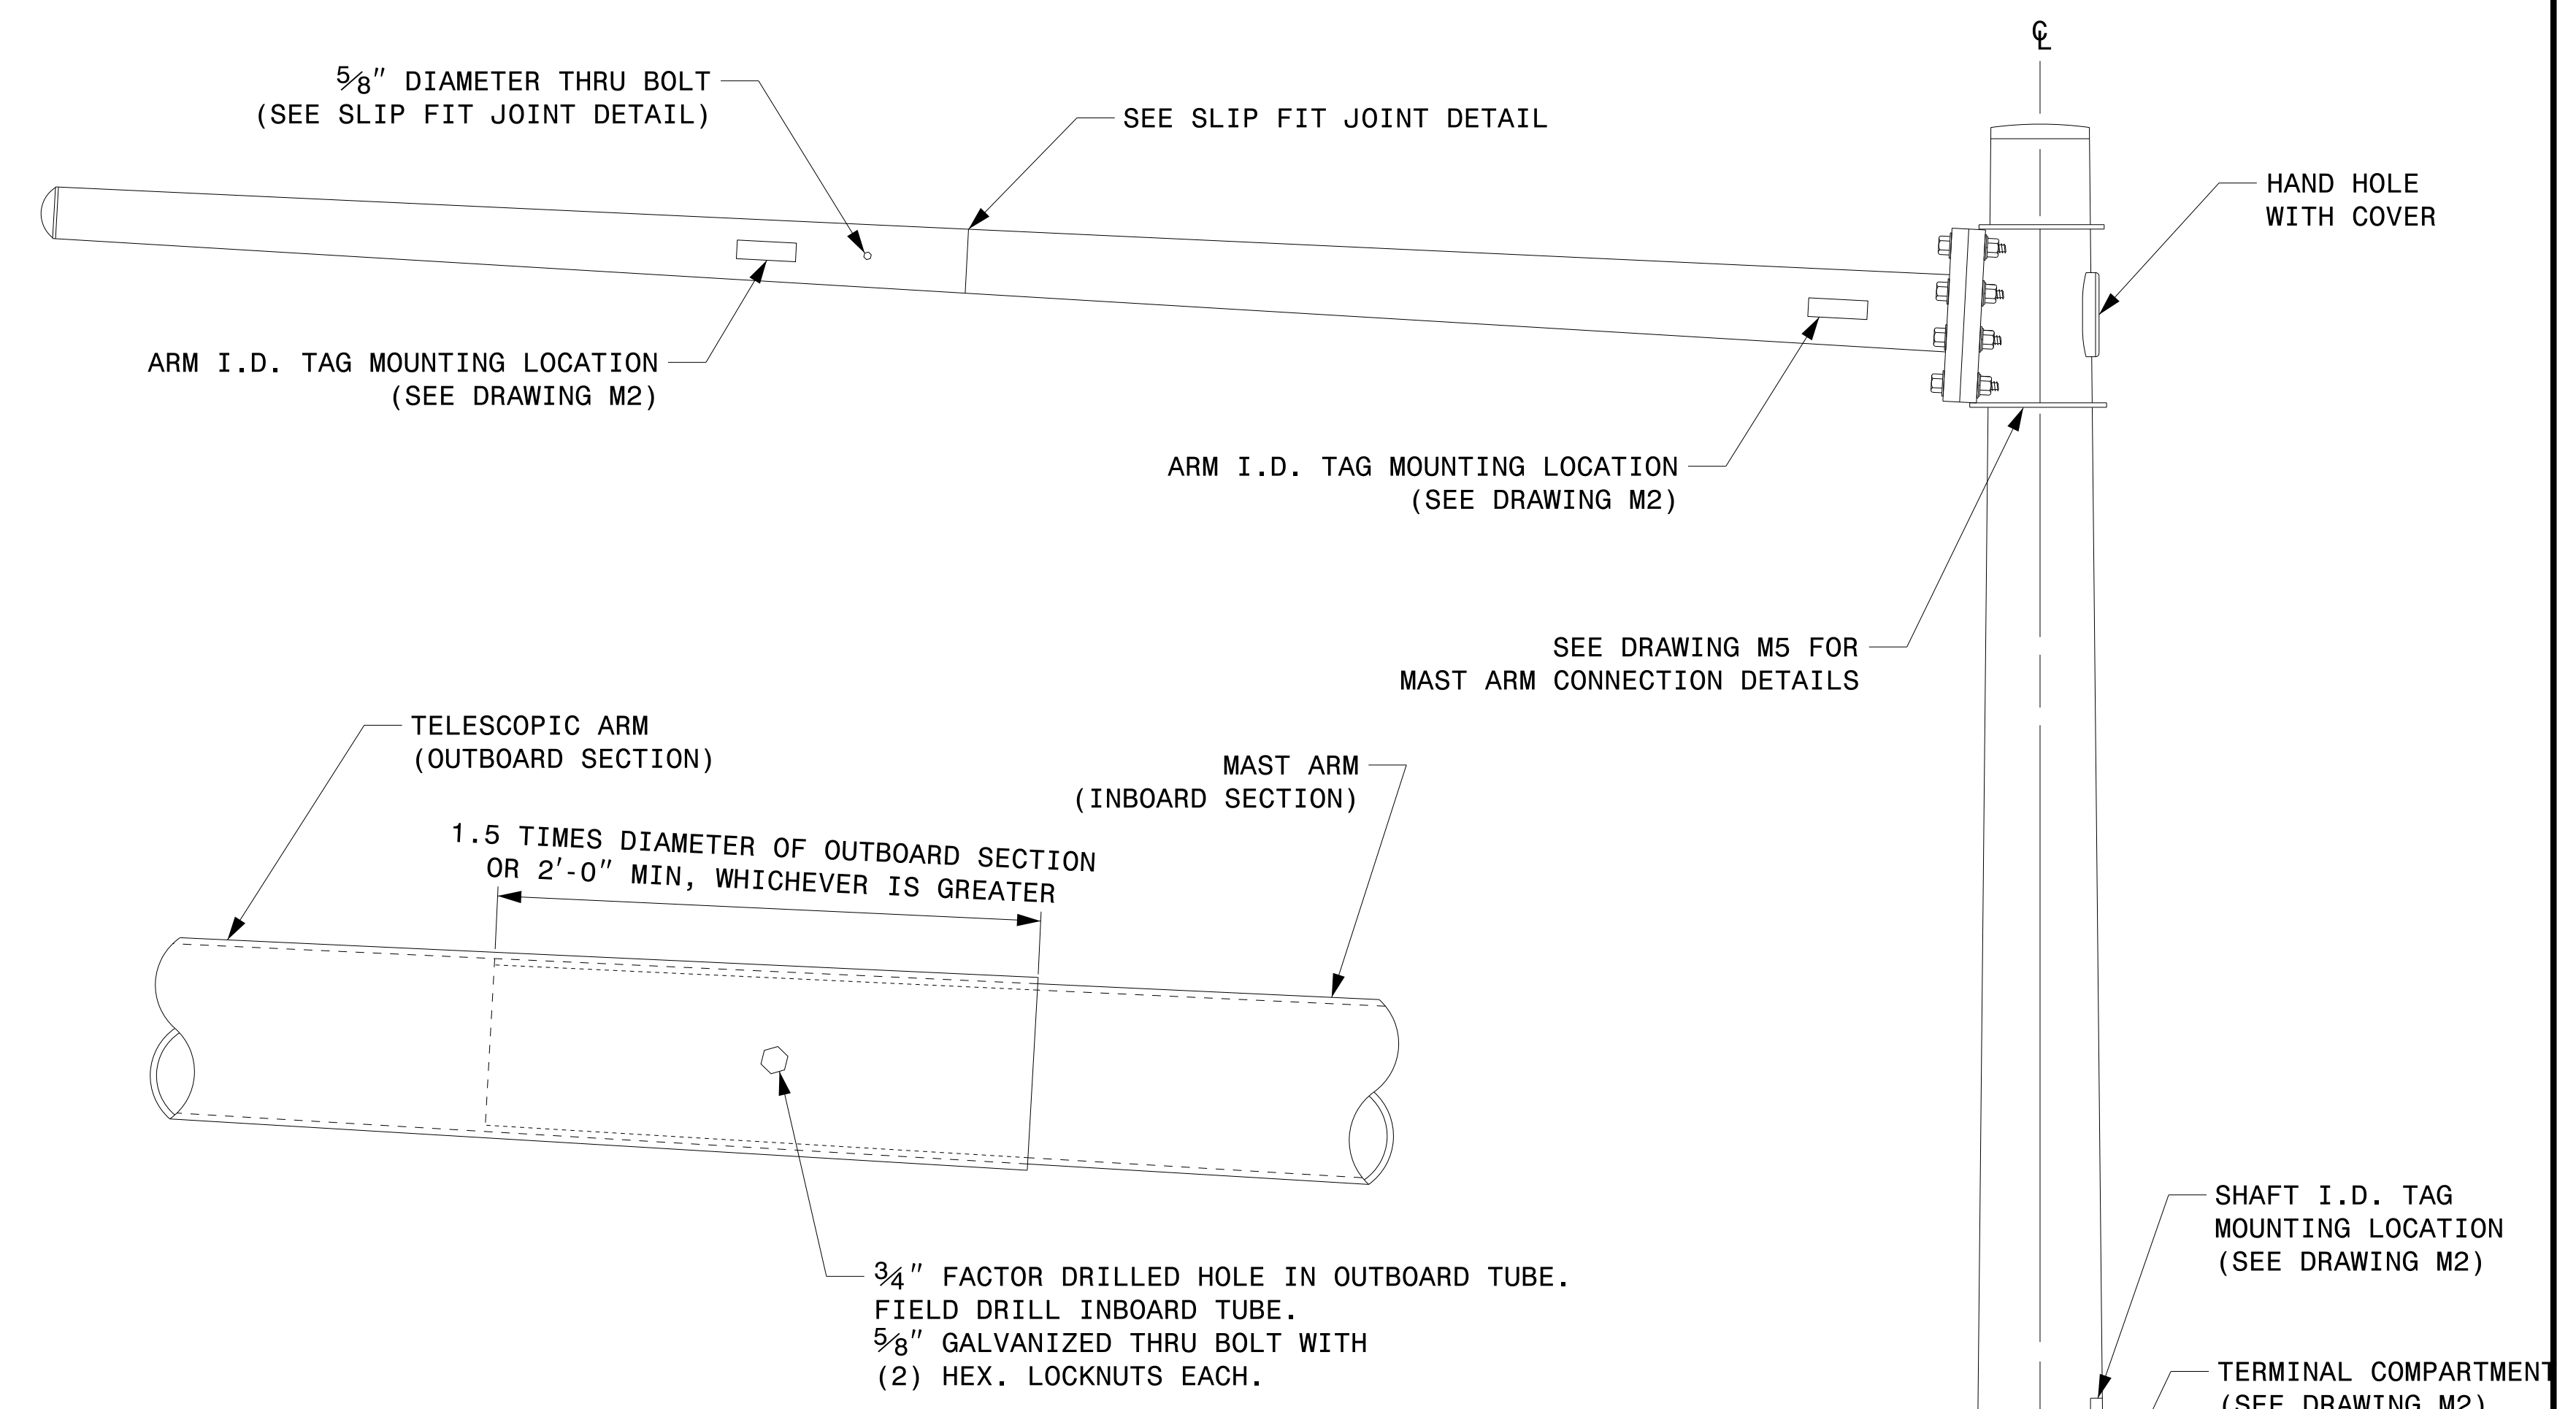 ℄
⅝" DIAMETER THRU BOLT
(SEE SLIP FIT JOINT DETAIL)
SEE SLIP FIT JOINT DETAIL
HAND HOLE
WITH COVER
ARM I.D. TAG MOUNTING LOCATION
(SEE DRAWING M2)
ARM I.D. TAG MOUNTING LOCATION
(SEE DRAWING M2)
SEE DRAWING M5 FOR
MAST ARM CONNECTION DETAILS
TELESCOPIC ARM
(OUTBOARD SECTION)
MAST ARM
(INBOARD SECTION)
1.5 TIMES DIAMETER OF OUTBOARD SECTION
OR 2'-0" MIN, WHICHEVER IS GREATER
¾" FACTOR DRILLED HOLE IN OUTBOARD TUBE.
FIELD DRILL INBOARD TUBE.
⅝" GALVANIZED THRU BOLT WITH
(2) HEX. LOCKNUTS EACH.
SHAFT I.D. TAG
MOUNTING LOCATION
(SEE DRAWING M2)
TERMINAL COMPARTMENT
(SEE DRAWING M2)